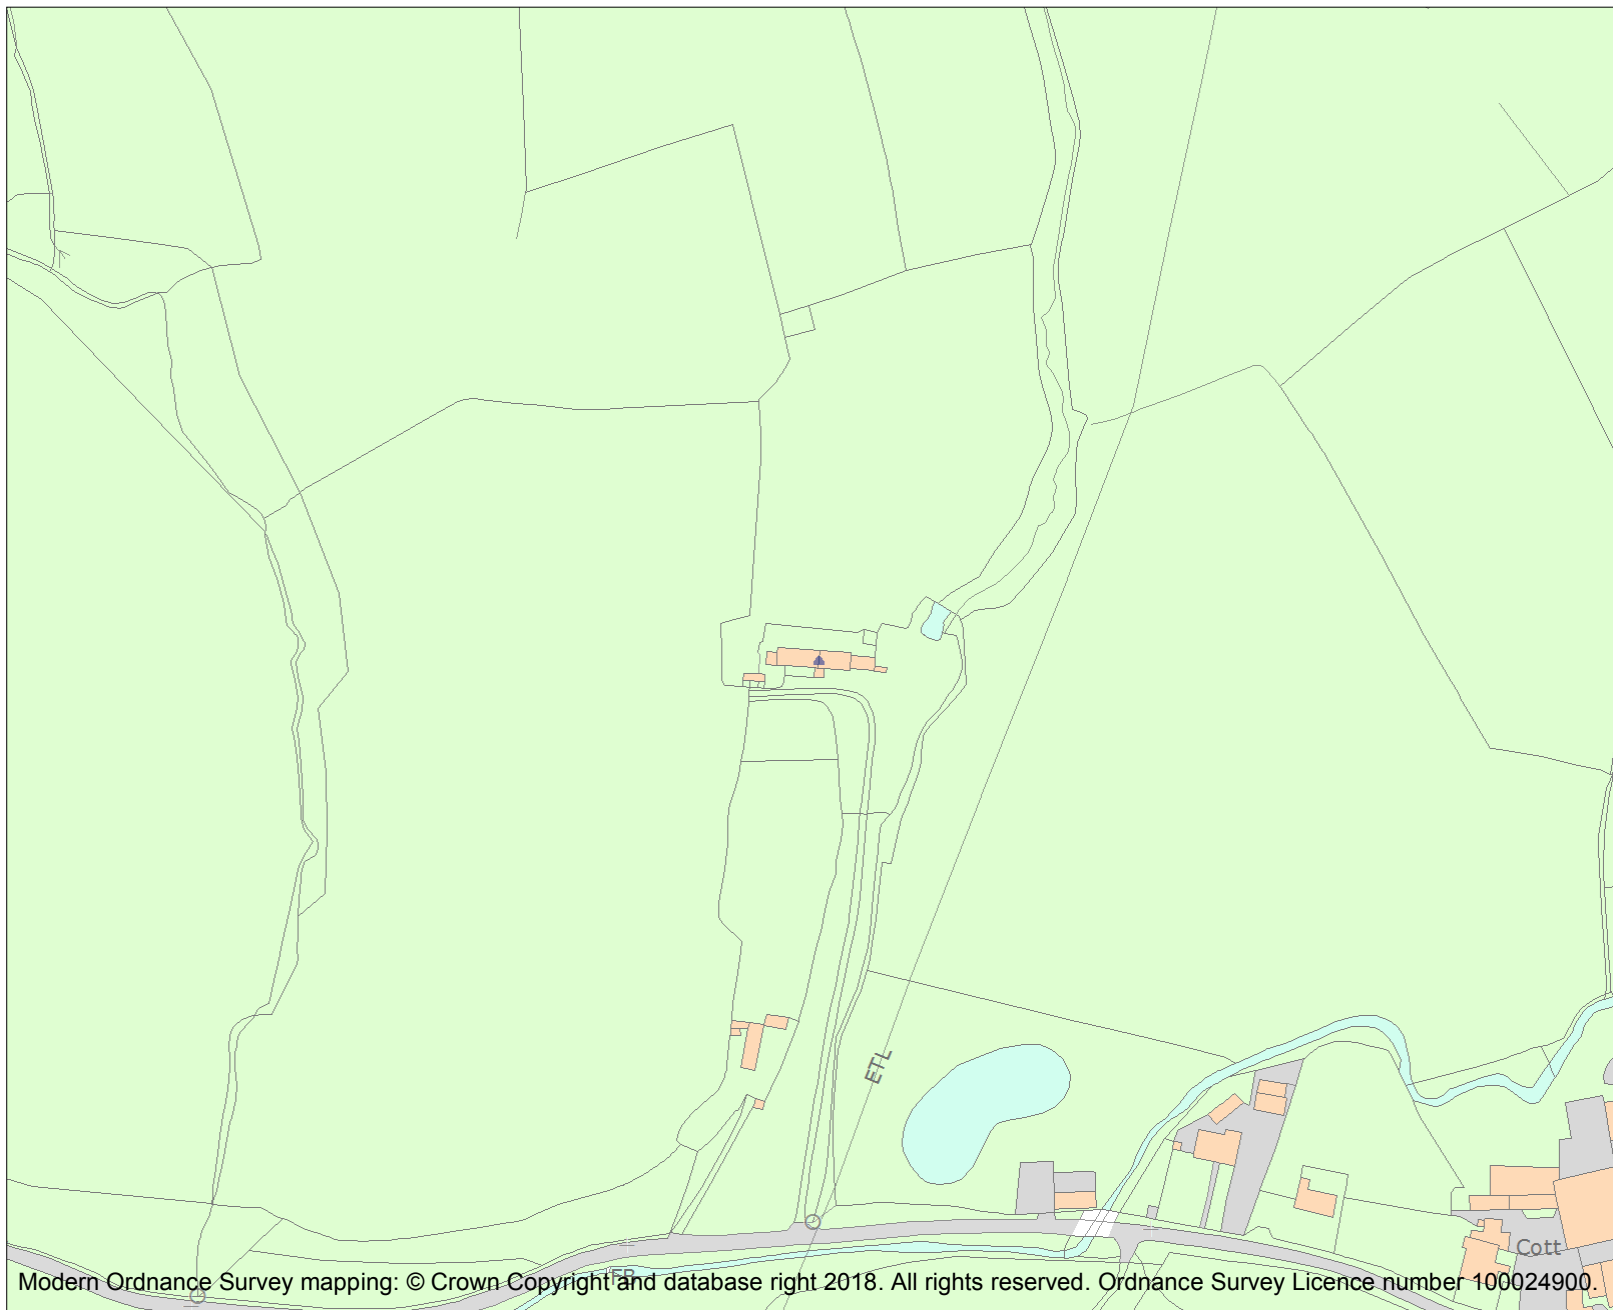 ETL
Cott
FB
Modern Ordnance Survey mapping: © Crown Copyright and database right 2018. All rights reserved. Ordnance Survey Licence number 100024900.